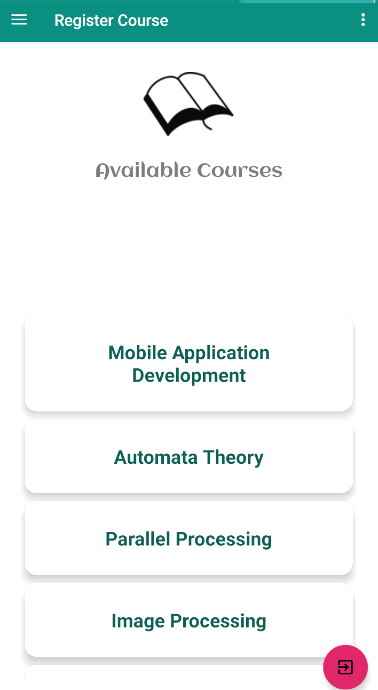 Register Course
Available Courses
Mobile Application
Development
Automata Theory
Parallel Processing
Image Processing